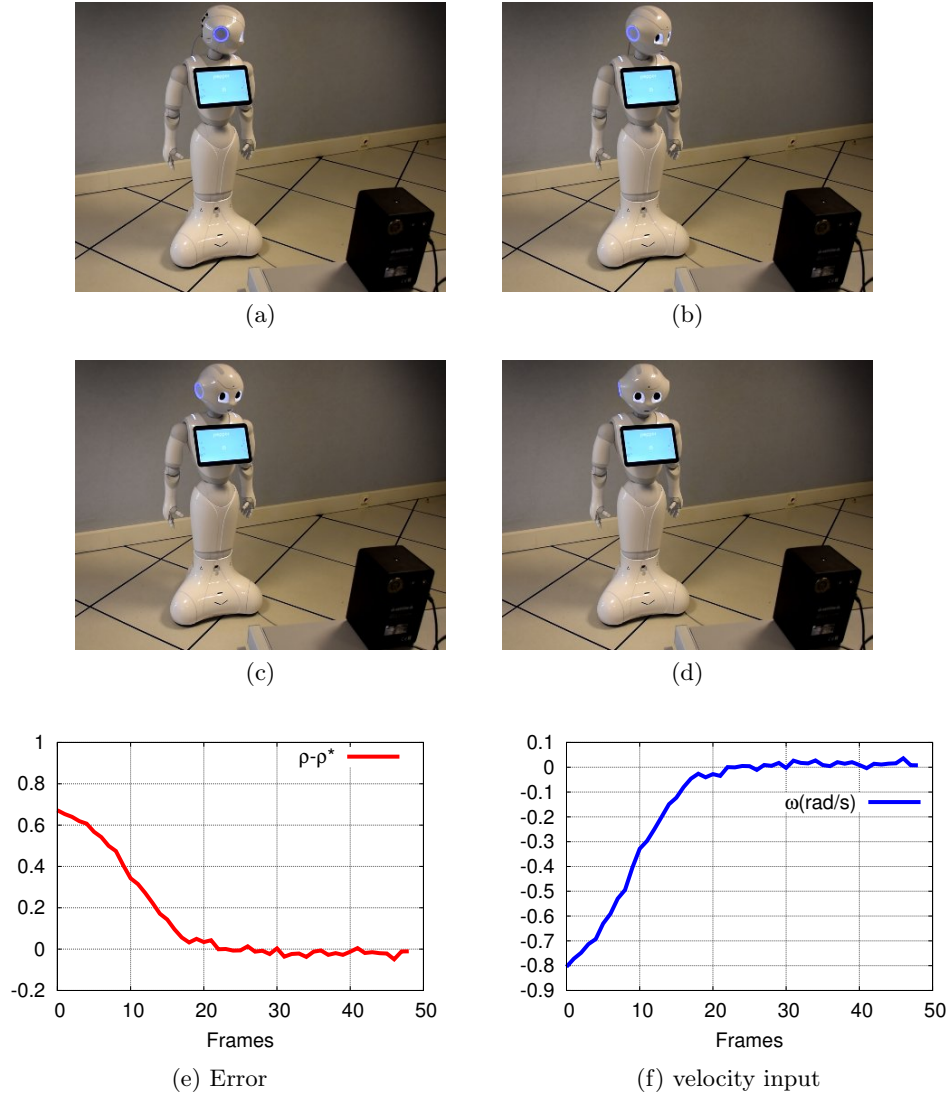 (a)
(b)
(c)
(d)
1
0.8
0.6
0.4
0.2
0
-0.2
ρ-ρ*
0 10 20 30 40 50
Frames
(e) Error
0.1
0
-0.1
-0.2
-0.3
-0.4
-0.5
-0.6
-0.7
-0.8
-0.9
ω(rad/s)
0 10 20 30 40 50
Frames
(f) velocity input